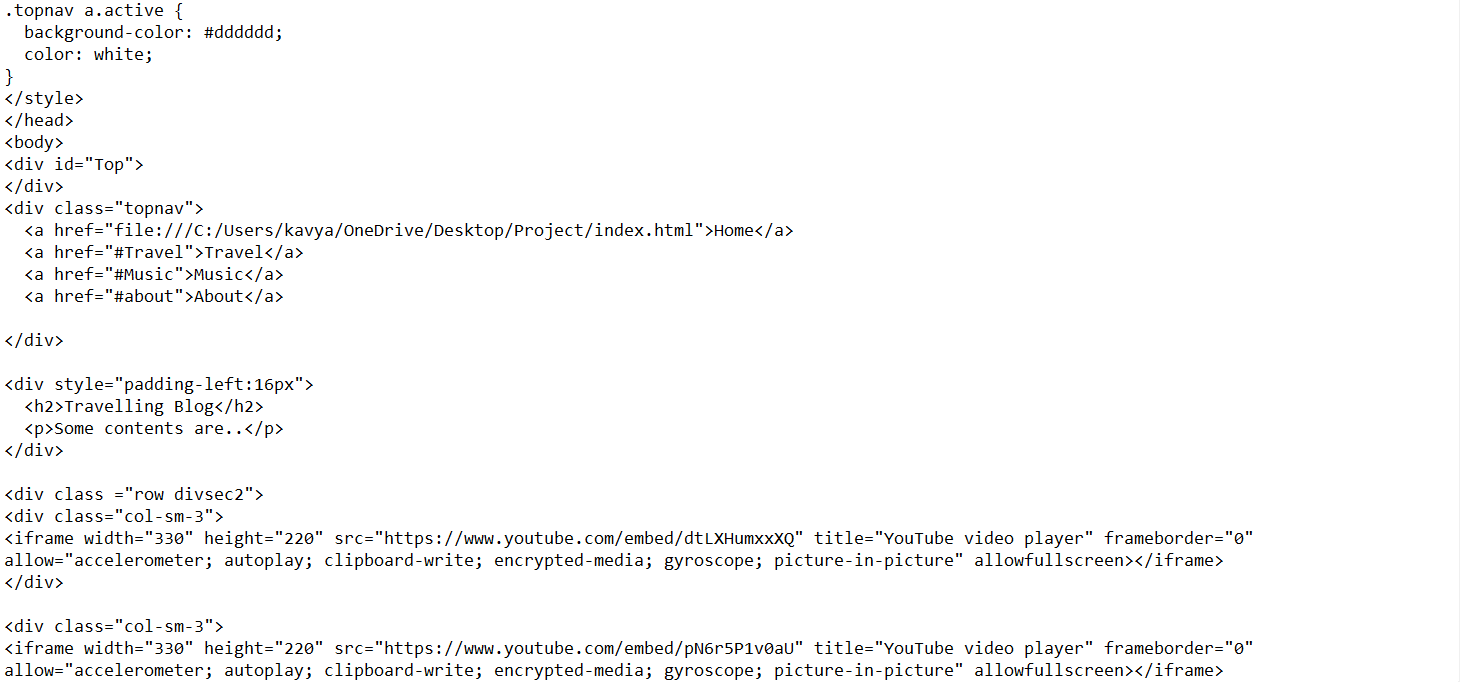 .topnav a.active {
  background-color: #dddddd;
  color: white;
}
</style>
</head>
<body>
<div id="Top">
</div>
<div class="topnav">
  <a href="file:///C:/Users/kavya/OneDrive/Desktop/Project/index.html">Home</a>
  <a href="#Travel">Travel</a>
  <a href="#Music">Music</a>
  <a href="#about">About</a>

</div>

<div style="padding-left:16px">
  <h2>Travelling Blog</h2>
  <p>Some contents are..</p>
</div>

<div class ="row divsec2">
<div class="col-sm-3">
<iframe width="330" height="220" src="https://www.youtube.com/embed/dtLXHumxxXQ" title="YouTube video player" frameborder="0"
allow="accelerometer; autoplay; clipboard-write; encrypted-media; gyroscope; picture-in-picture" allowfullscreen></iframe>
</div>

<div class="col-sm-3">
<iframe width="330" height="220" src="https://www.youtube.com/embed/pN6r5P1v0aU" title="YouTube video player" frameborder="0"
allow="accelerometer; autoplay; clipboard-write; encrypted-media; gyroscope; picture-in-picture" allowfullscreen></iframe>